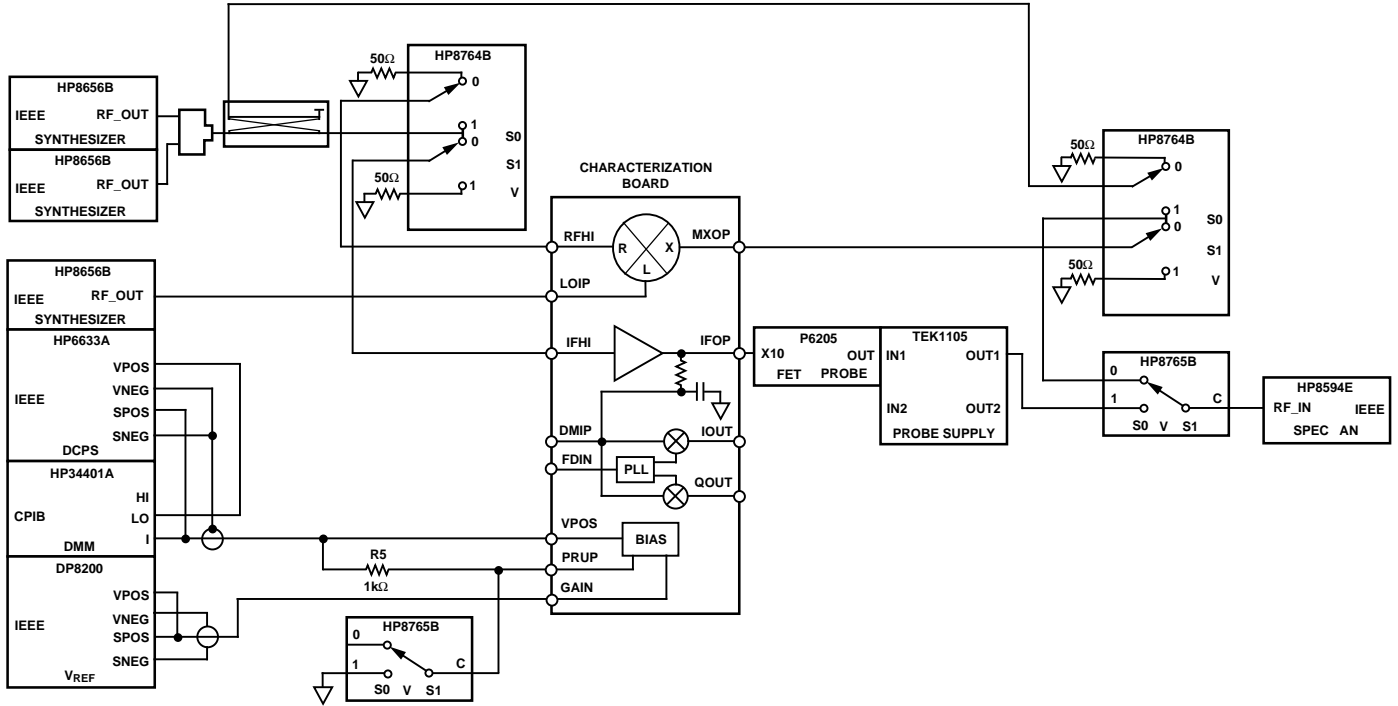 HP8656B
IEEE RF_OUT
SYNTHESIZER
HP8656B
IEEE RF_OUT
SYNTHESIZER
50Ω
HP8764B
0
1
0
S0
S1
50Ω
1
V
HP8656B
IEEE RF_OUT
SYNTHESIZER
HP6633A
VPOS
VNEG
IEEE
SPOS
SNEG
DCPS
HP34401A
HI
CPIB
LO
I
DMM
DP8200
VPOS
VNEG
IEEE
SPOS
SNEG
VREF
R5
1kΩ
HP8765B
0
1
C
S0 V S1
CHARACTERIZATION
BOARD
RFHI
R
X
MXOP
L
LOIP
IFHI
IFOP
DMIP
IOUT
FDIN
PLL
QOUT
VPOS
BIAS
PRUP
GAIN
P6205
X10
OUT
FET PROBE
TEK1105
IN1
OUT1
IN2
OUT2
PROBE SUPPLY
50Ω
HP8764B
0
1
0
S0
S1
50Ω
1
V
HP8765B
0
1
C
S0 V S1
HP8594E
RF_IN
IEEE
SPEC AN